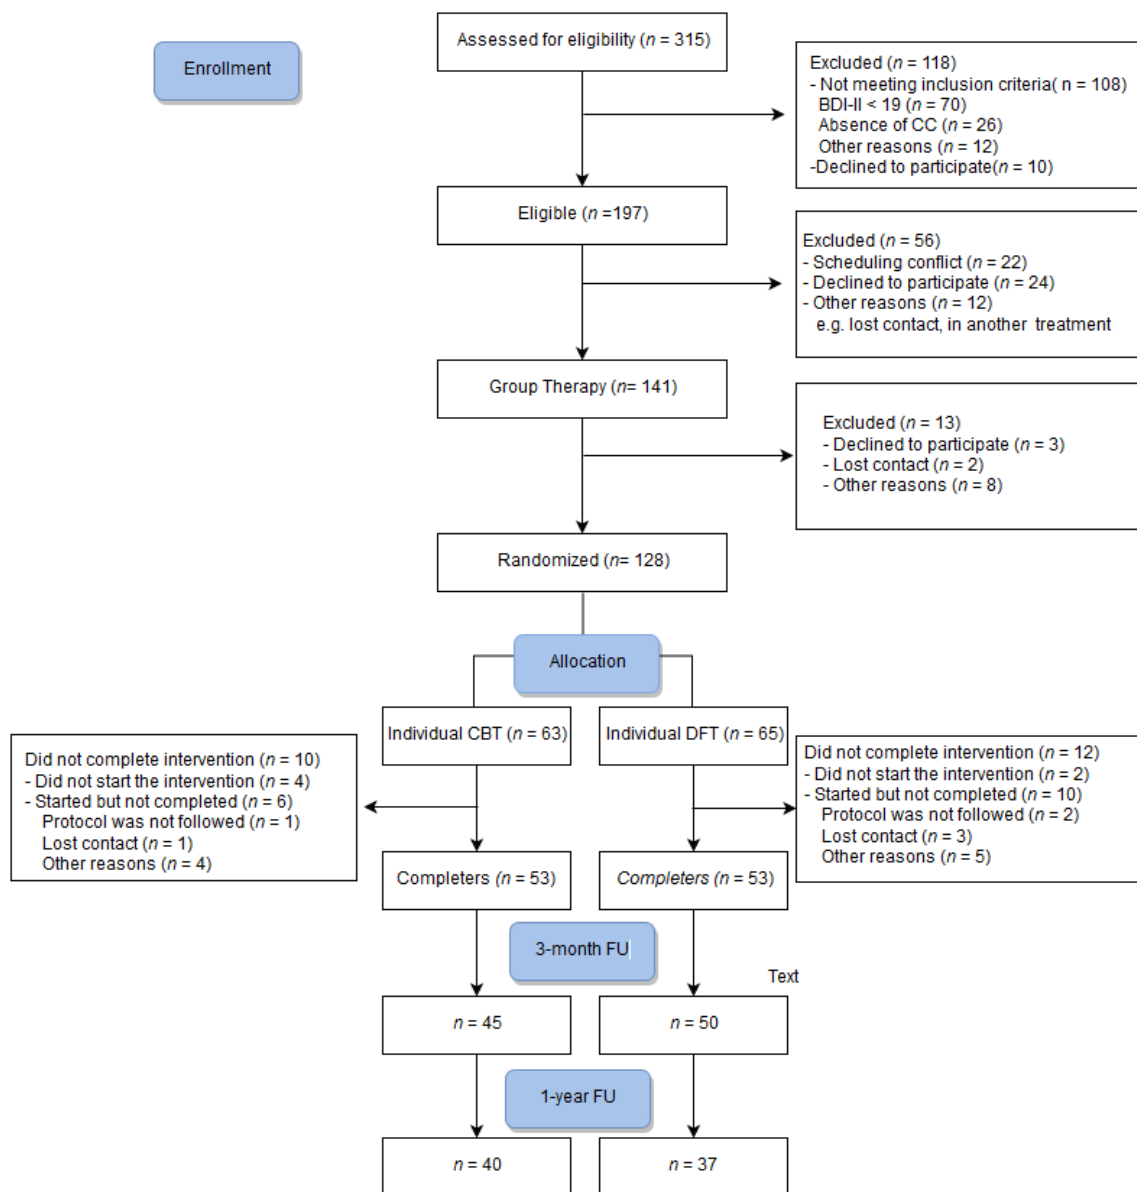 Enrollment
Assessed for eligibility (n = 315)
Excluded (n = 118)
- Not meeting inclusion criteria( n = 108)
BDI-II < 19 (n = 70)
Absence of CC (n = 26)
Other reasons (n = 12)
-Declined to participate(n = 10)
Eligible (n =197)
Excluded (n = 56)
- Scheduling conflict (n = 22)
- Declined to participate (n = 24)
- Other reasons (n = 12)
e.g. lost contact, in another treatment
Group Therapy (n= 141)
Excluded (n = 13)
- Declined to participate (n = 3)
- Lost contact (n = 2)
- Other reasons (n = 8)
Randomized (n= 128)
Allocation
Individual CBT (n = 63)
Individual DFT (n = 65)
Did not complete intervention (n = 10)
- Did not start the intervention (n = 4)
- Started but not completed (n = 6)
Protocol was not followed (n = 1)
Lost contact (n = 1)
Other reasons (n = 4)
Did not complete intervention (n = 12)
- Did not start the intervention (n = 2)
- Started but not completed (n = 10)
Protocol was not followed (n = 2)
Lost contact (n = 3)
Other reasons (n = 5)
Completers (n = 53)
Completers (n = 53)
3-month FU
Text
n = 45
n = 50
1-year FU
n = 40
n = 37